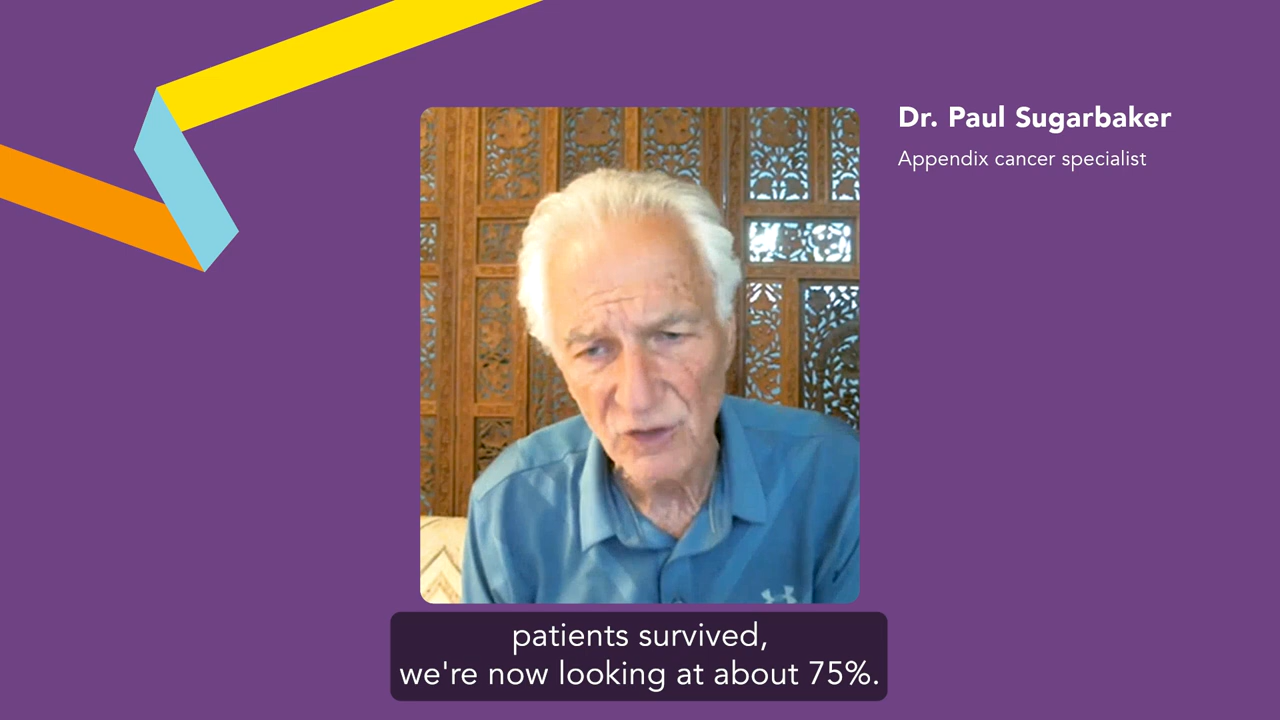 Dr. Paul Sugarbaker
Appendix cancer specialist
patients survived,
we're now looking at about 75%.